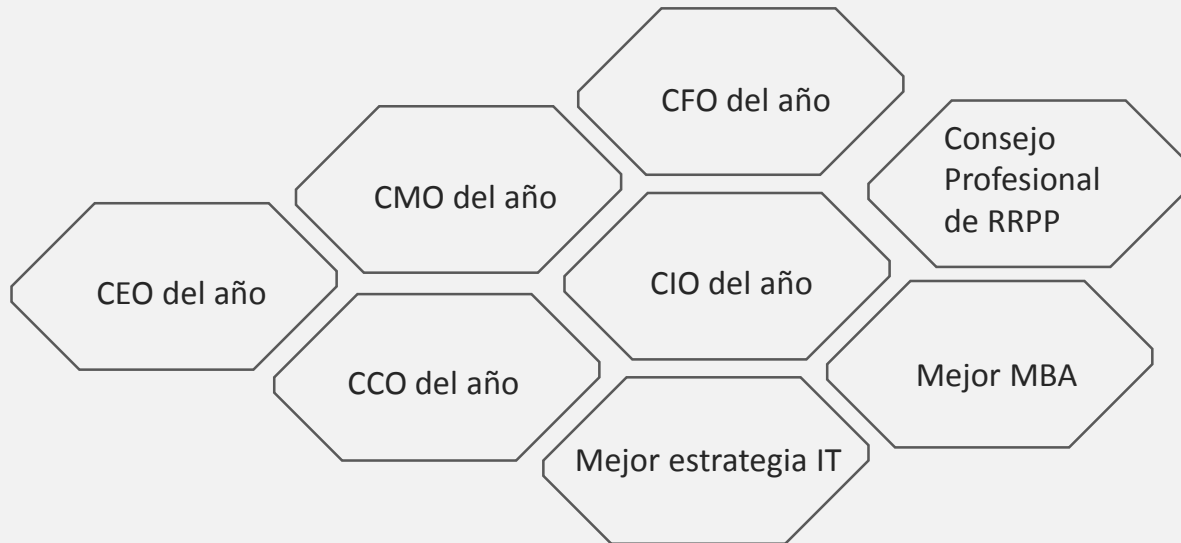 CFO del año
Consejo
Profesional
de RRPP
CMO del año
CEO del año
CIO del año
CCO del año
Mejor MBA
Mejor estrategia IT